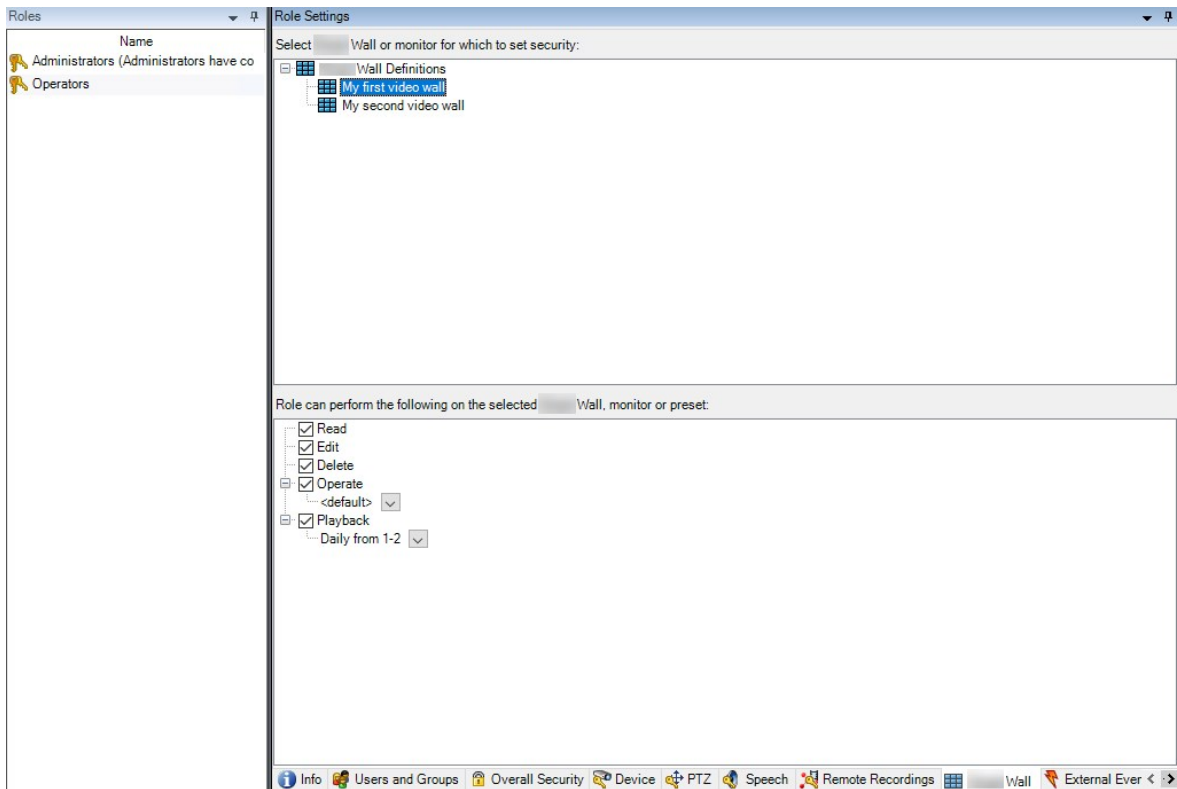 Roles
Name
Administrators (Administrators have co
Operators
Role Settings
Select Wall or monitor for which to set security:
Wall Definitions
My first video wall
My second video wall
Role can perform the following on the selected Wall, monitor or preset:
Read
Edit
Delete
Operate
<default>
Playback
Daily from 1-2
Info Users and Groups Overall Security Device PTZ Speech Remote Recordings Wall External Ever